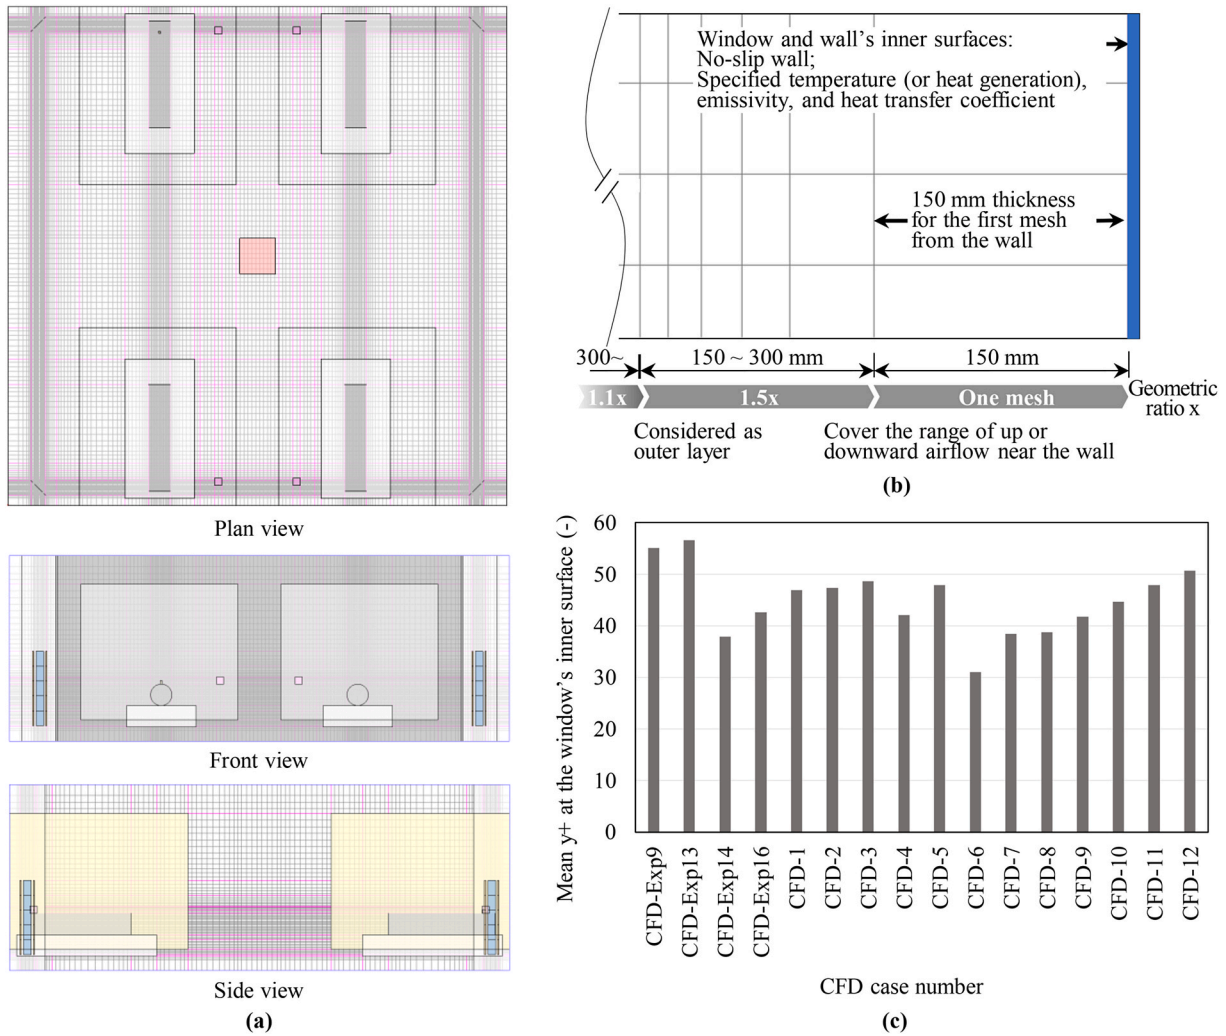 Plan view
Front view
Side view
(a)
Window and wall's inner surfaces:
No-slip wall;
Specified temperature (or heat generation),
emissivity, and heat transfer coefficient
150 mm thickness
for the first mesh
from the wall
300~
150 ~ 300 mm
150 mm
1.1x
1.5x
One mesh
Geometric
ratio x
Considered as
outer layer
Cover the range of up or
downward airflow near the wall
(b)
Mean y+ at the window's inner surface (-)
60
50
40
30
20
10
0
CFD-Exp9
CFD-Exp13
CFD-Exp14
CFD-Exp16
CFD-1
CFD-2
CFD-3
CFD-4
CFD-5
CFD-6
CFD-7
CFD-8
CFD-9
CFD-10
CFD-11
CFD-12
CFD case number
(c)